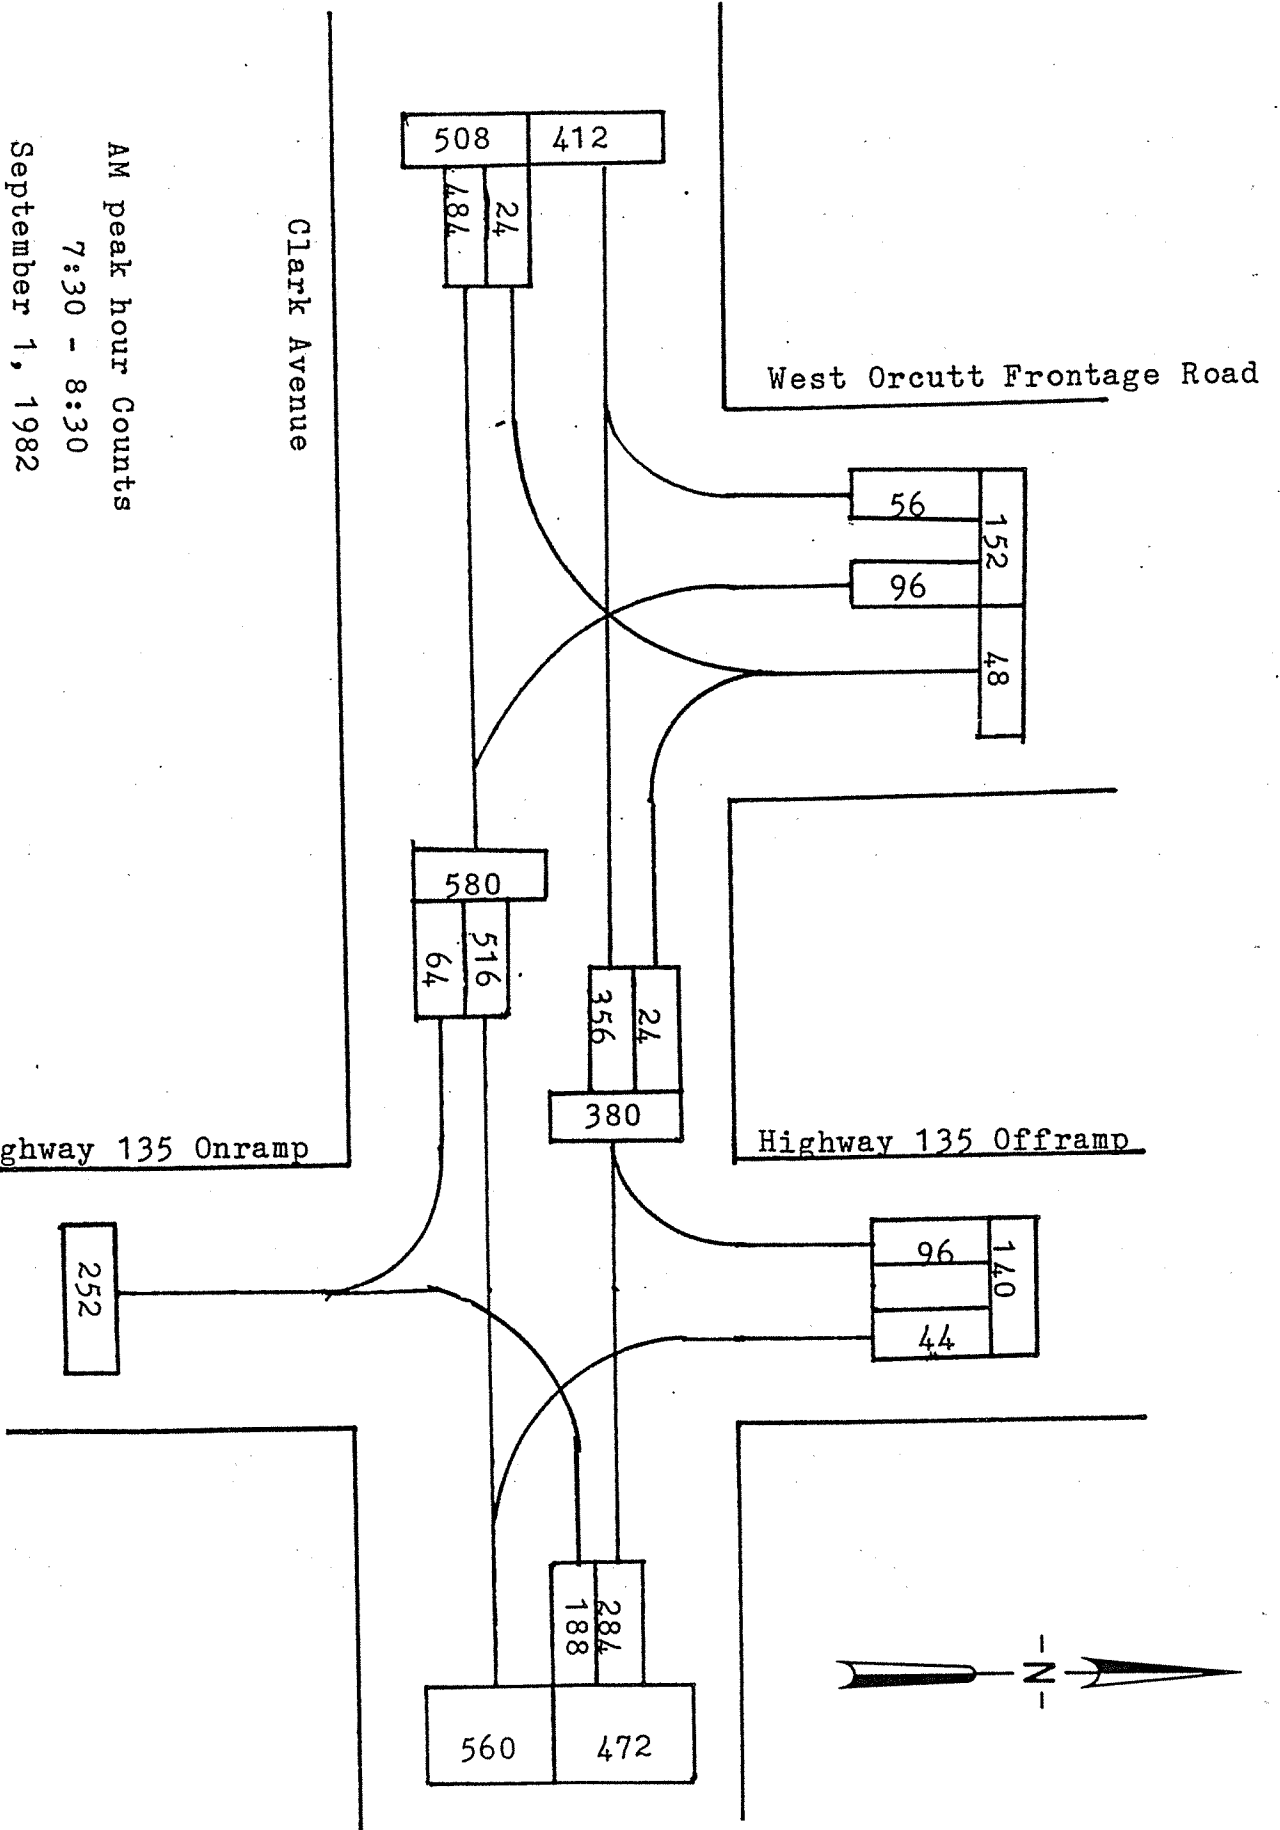 508
412
484
24
Clark Avenue
AM peak hour Counts
7:30 - 8:30
September 1, 1982
West Orcutt Frontage Road
56
152
96
48
580
516
64
356
24
380
ghway 135 Onramp
Highway 135 Offramp
252
96
140
44
188
284
560
472
-N-